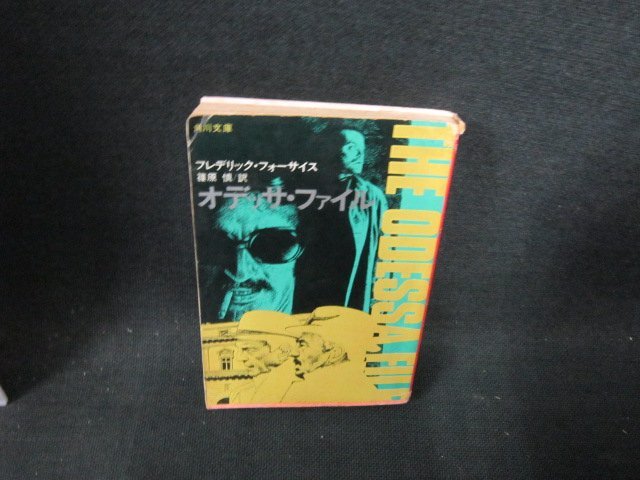 角川文庫
フレデリック・フォーサイス
篠原 慎/訳
オデッサ・ファイル
THE ODESSA FILE